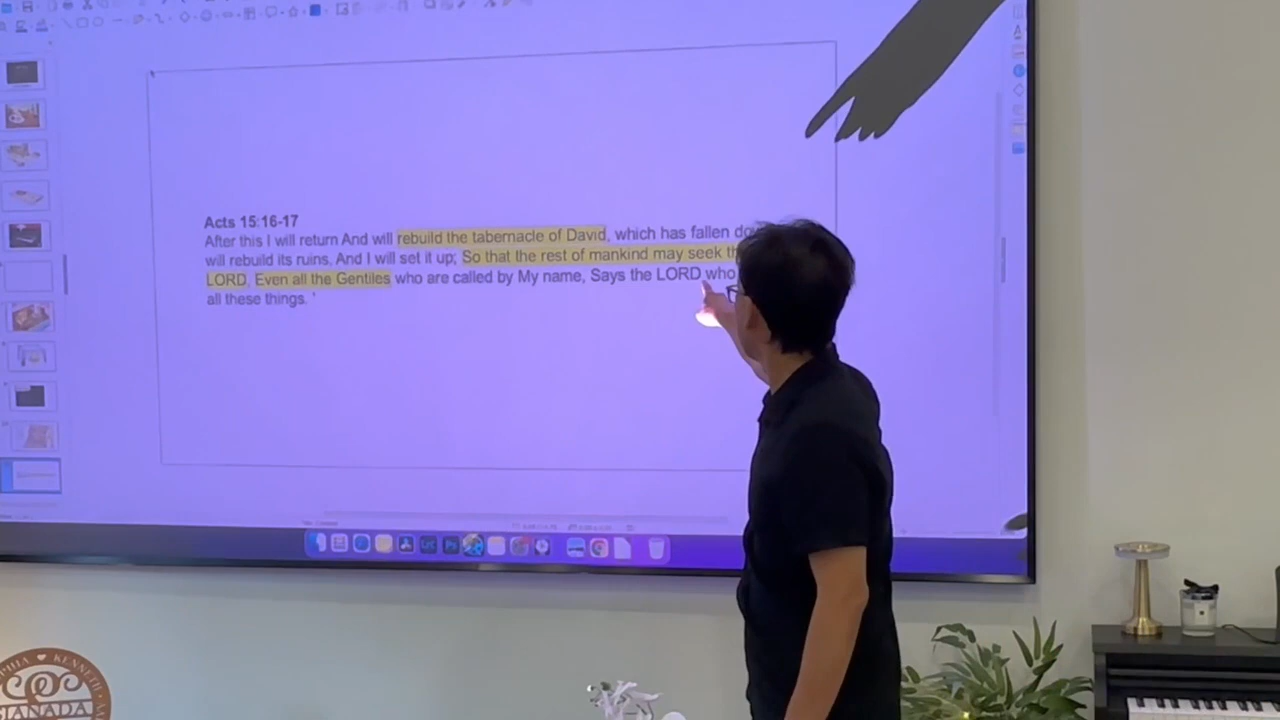 Acts 15:16-17
After this I will return And will rebuild the tabernacle of David, which has fallen
will rebuild its ruins, And I will set it up; So that the rest of mankind may seek
LORD, Even all the Gentiles who are called by My name, Says the LORD who
all these things. '
KENNETH